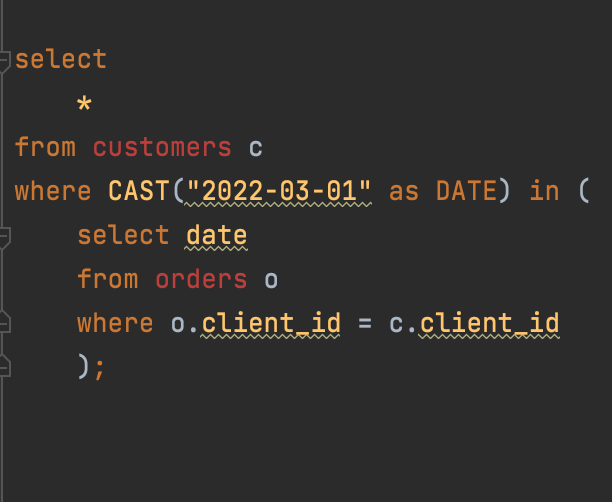 select
    *
from customers c
where CAST("2022-03-01" as DATE) in (
    select date
    from orders o
    where o.client_id = c.client_id
    );